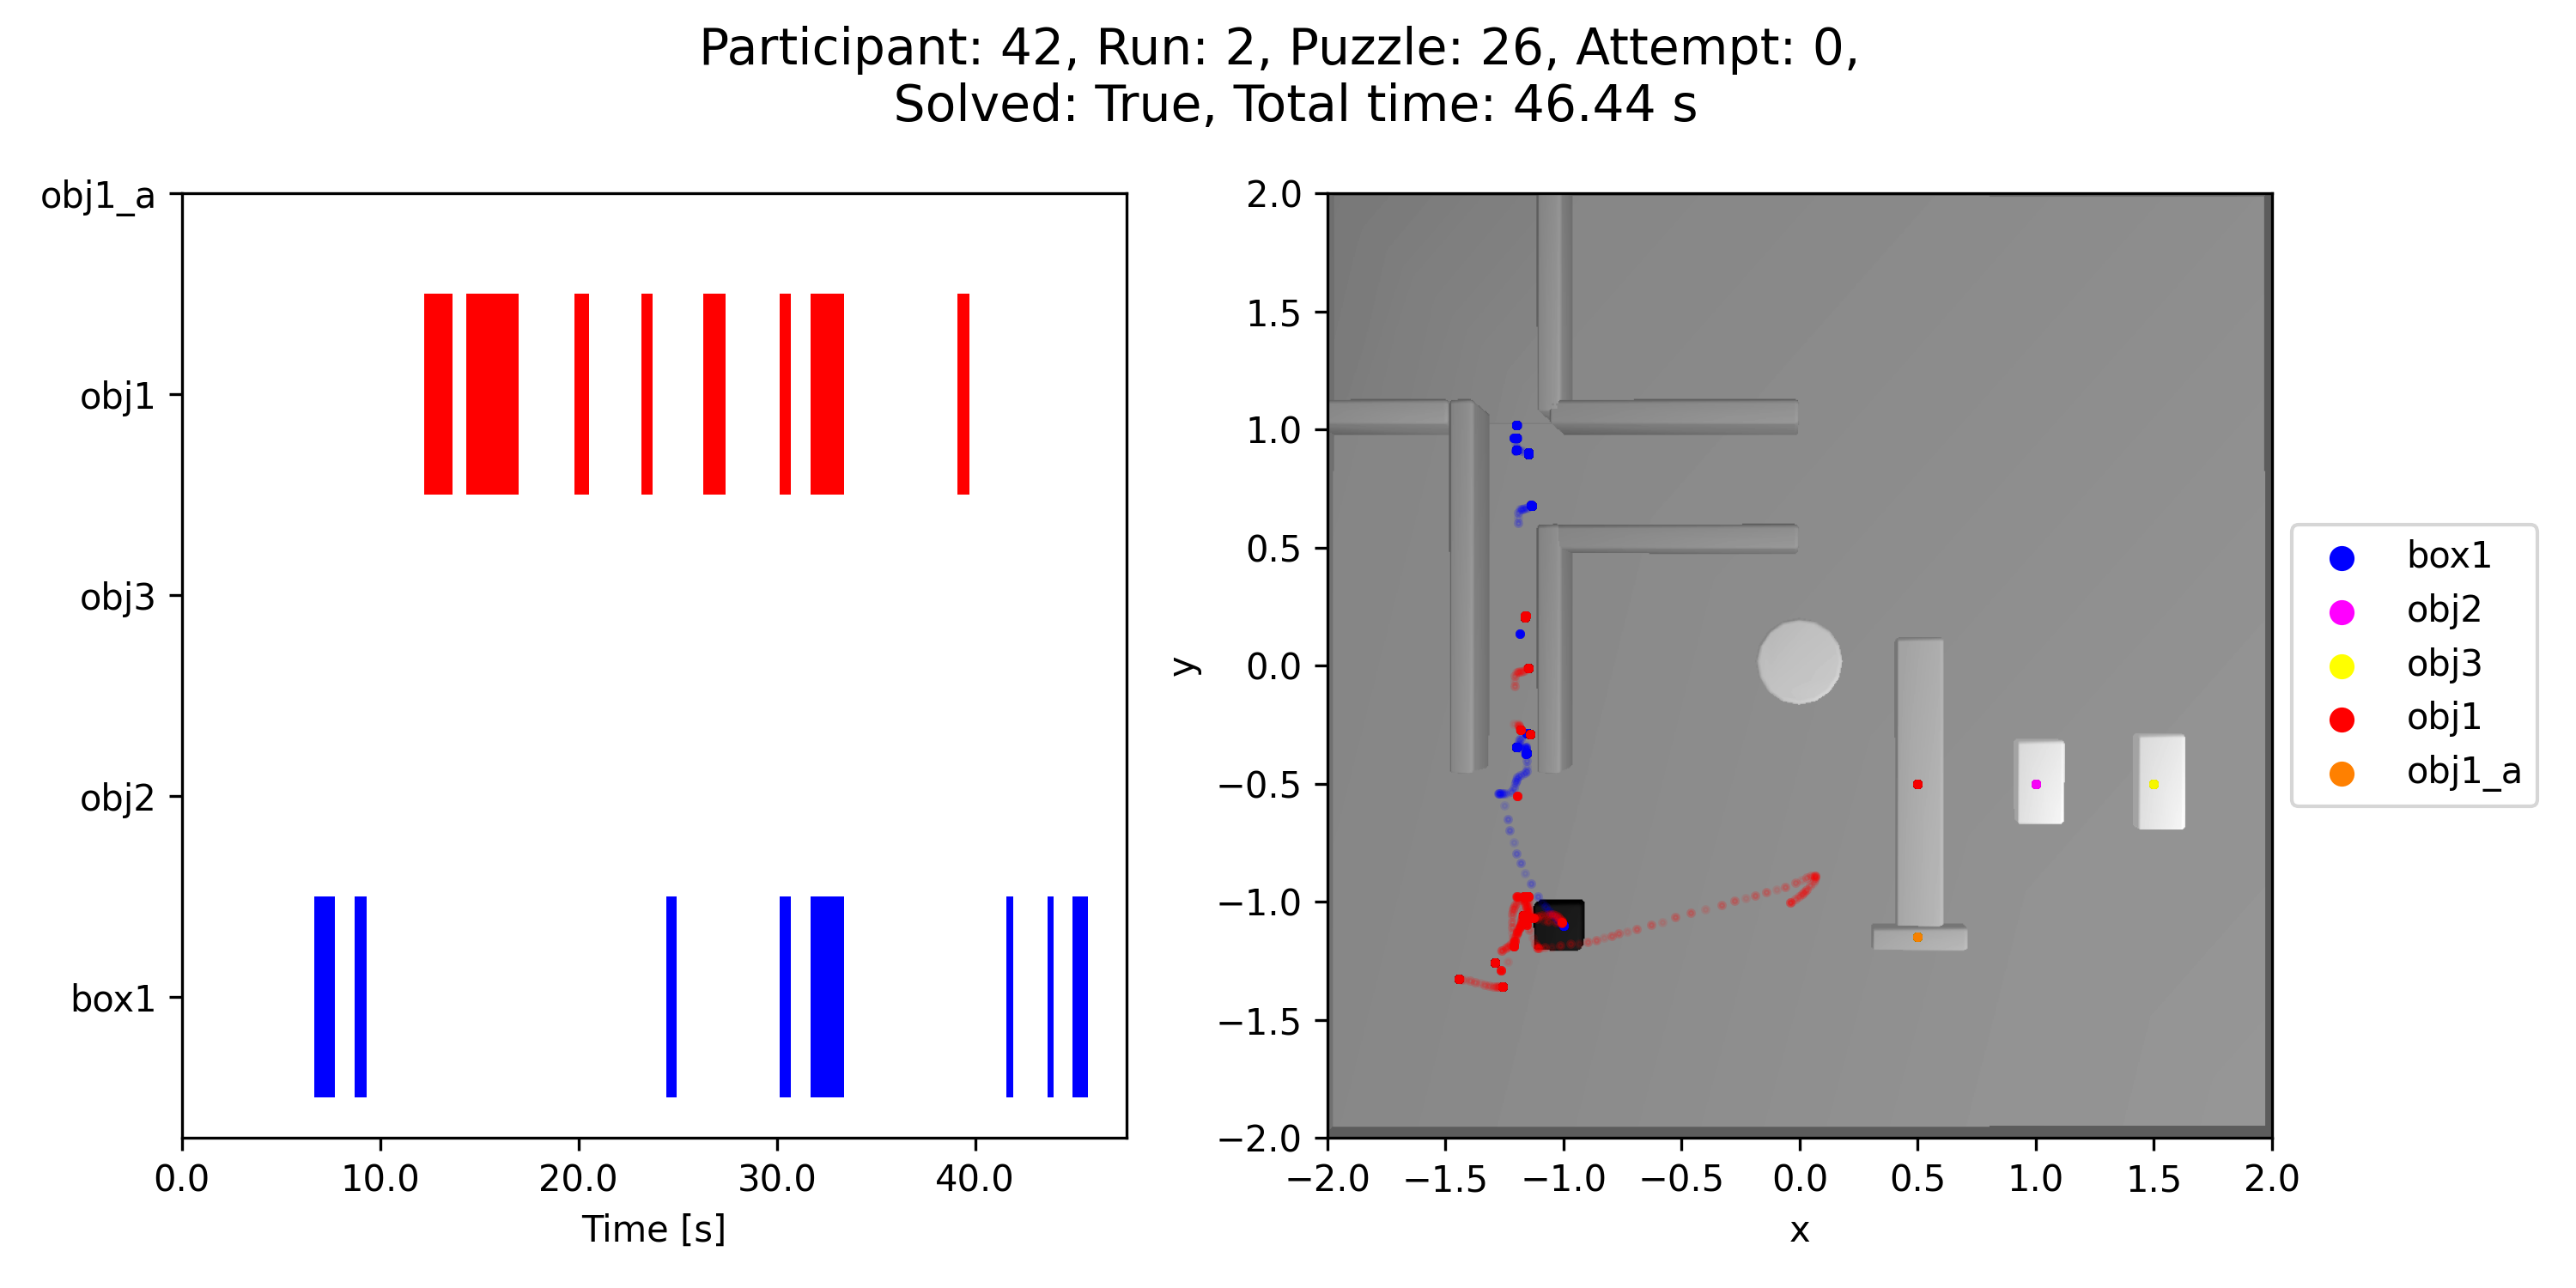 Participant: 42, Run: 2, Puzzle: 26, Attempt: 0,
Solved: True, Total time: 46.44 s
obj1_a
obj1
obj3
obj2
box1
0.0 10.0 20.0 30.0 40.0
Time [s]
2.0
1.5
1.0
0.5
0.0
−0.5
−1.0
−1.5
−2.0
y
−2.0 −1.5 −1.0 −0.5 0.0 0.5 1.0 1.5 2.0
x
box1
obj2
obj3
obj1
obj1_a